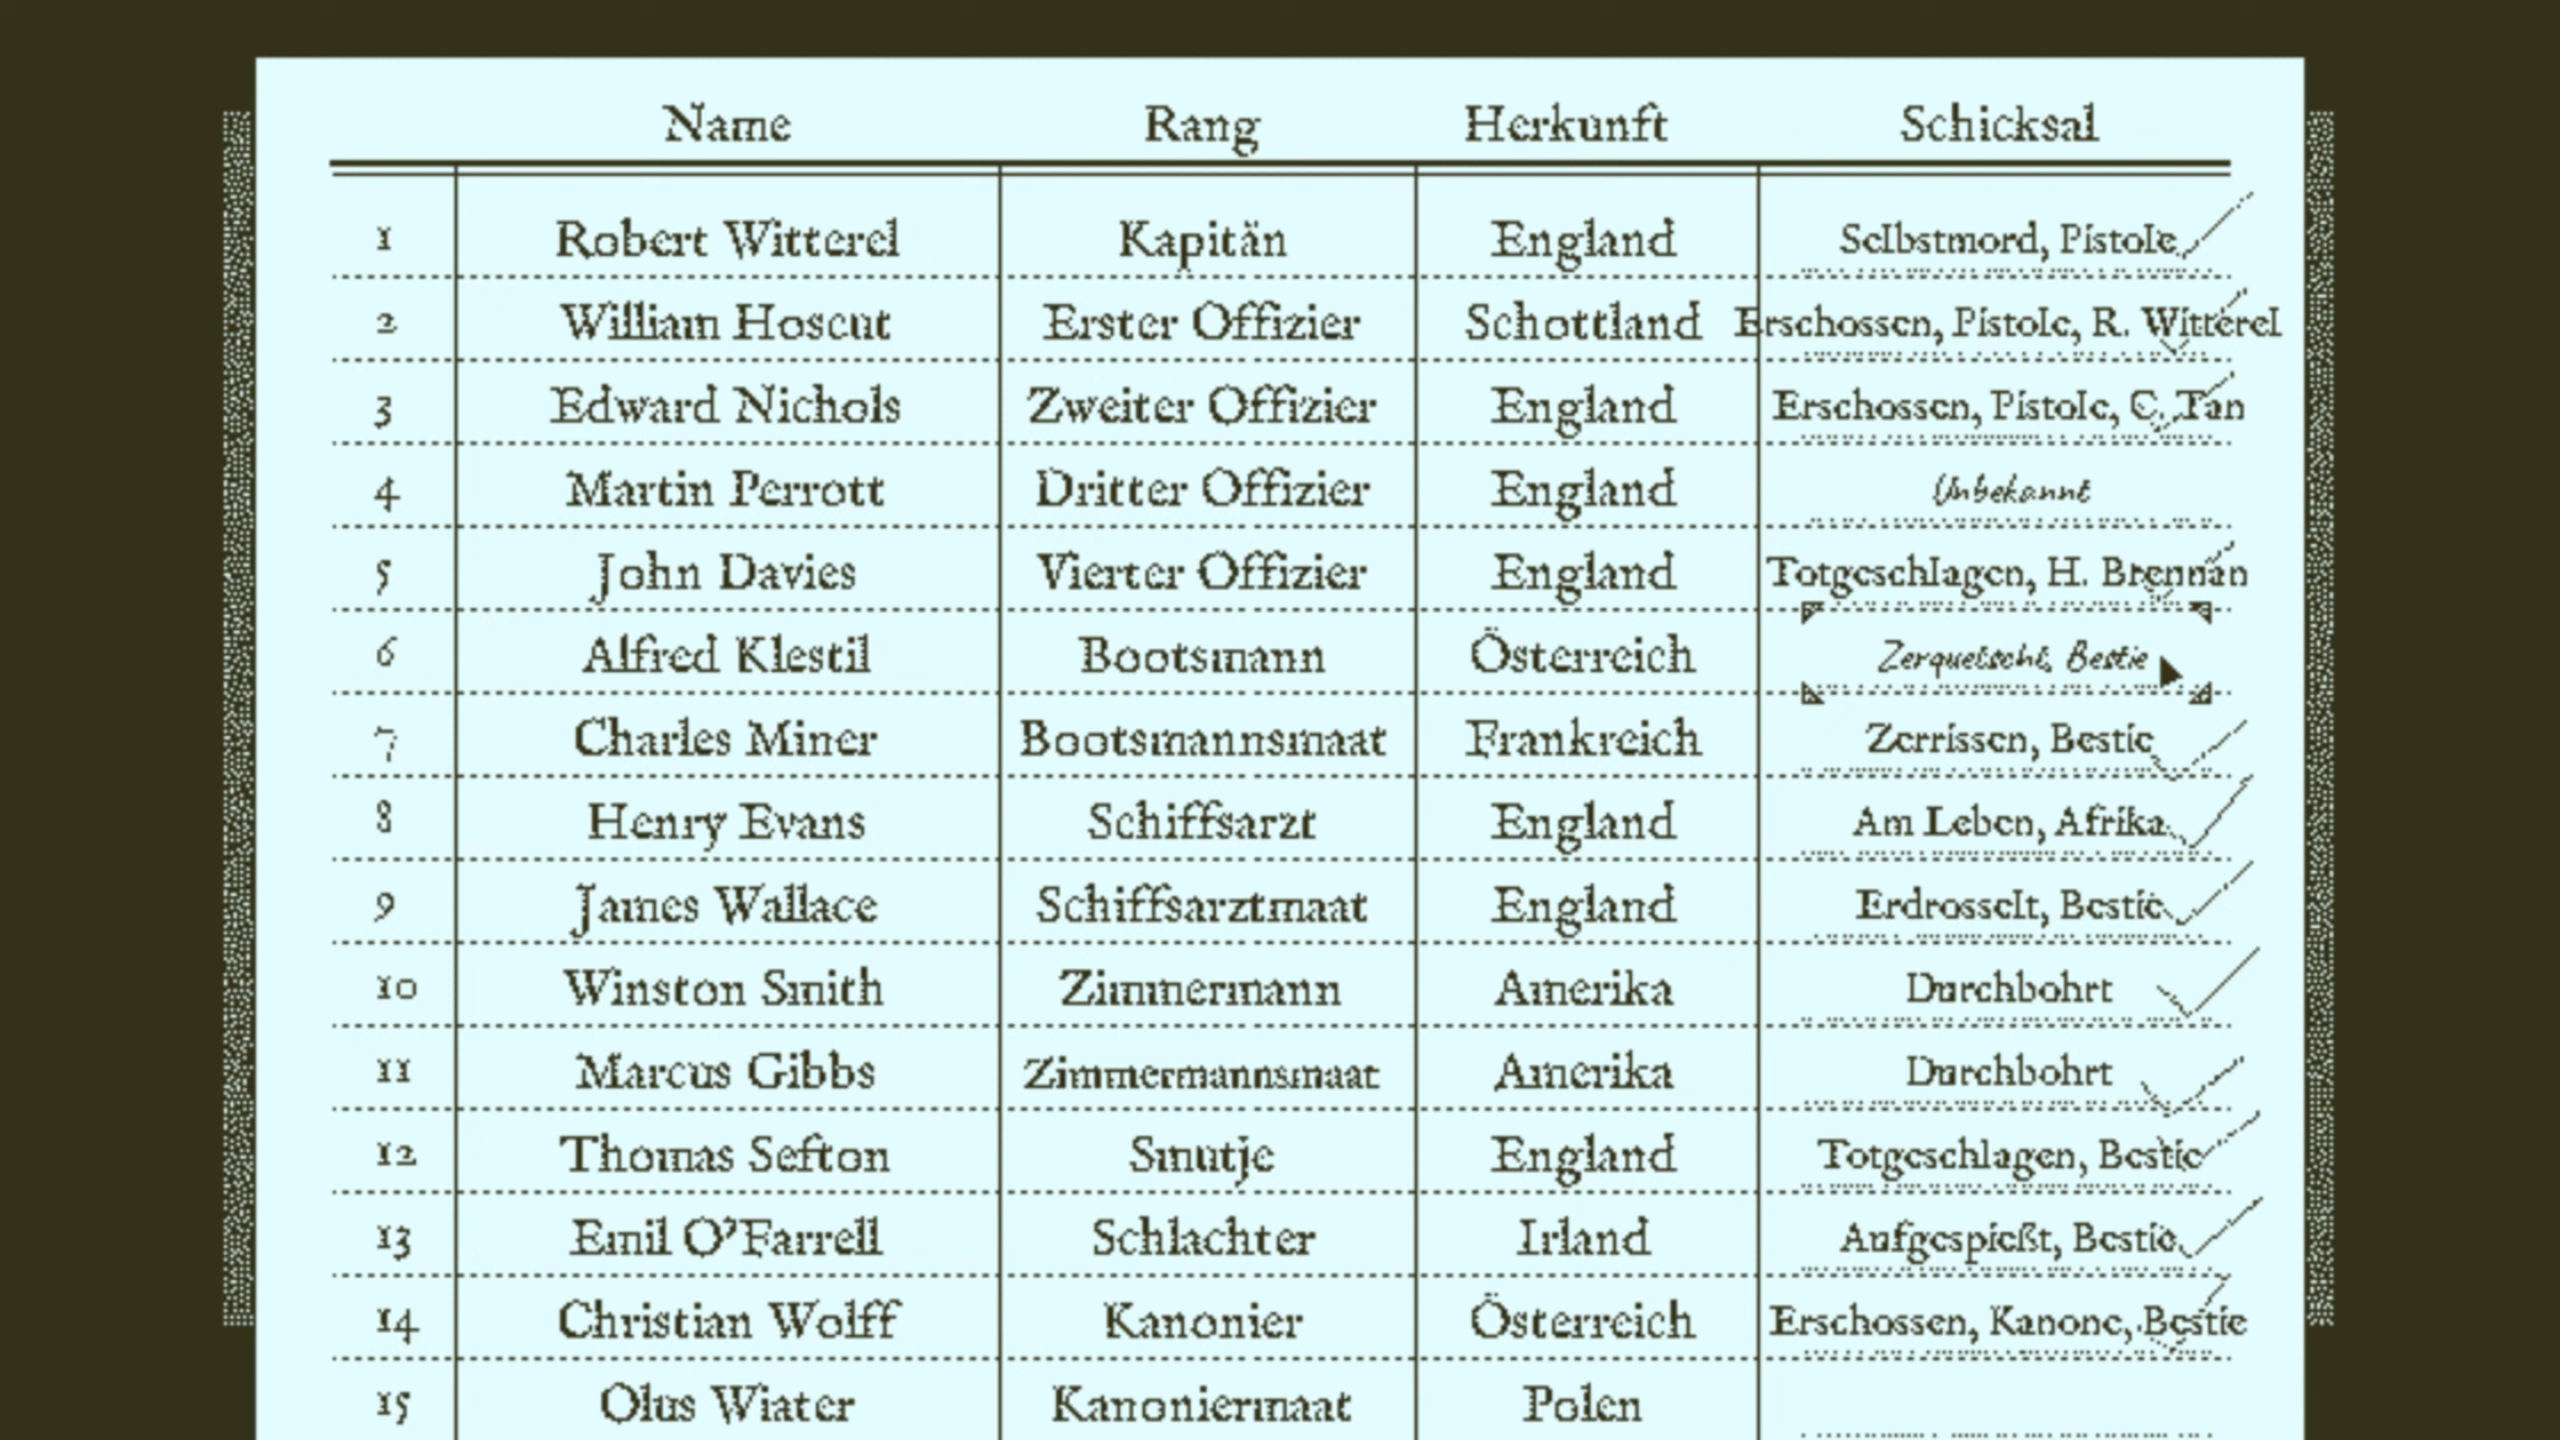 Name Rang Herkunft Schicksal
1 Robert Witterel Kapitän England Selbstmord, Pistole
2 William Hoscut Erster Offizier Schottland Erschossen, Pistole, R. Witterel
3 Edward Nichols Zweiter Offizier England Erschossen, Pistole, C. Tan
4 Martin Perrott Dritter Offizier England Unbekannt
5 John Davies Vierter Offizier England Totgeschlagen, H. Brennan
6 Alfred Klestil Bootsmann Österreich Zerquetscht, Bestie
7 Charles Miner Bootsmannsmaat Frankreich Zerrissen, Bestie
8 Henry Evans Schiffsarzt England Am Leben, Afrika
9 James Wallace Schiffsarztmaat England Erdrosselt, Bestie
10 Winston Smith Zimmermann Amerika Durchbohrt
11 Marcus Gibbs Zimmermannsmaat Amerika Durchbohrt
12 Thomas Sefton Smutje England Totgeschlagen, Bestie
13 Emil O'Farrell Schlachter Irland Aufgespießt, Bestie
14 Christian Wolff Kanonier Österreich Erschossen, Kanone, Bestie
15 Olus Wiater Kanoniermaat Polen